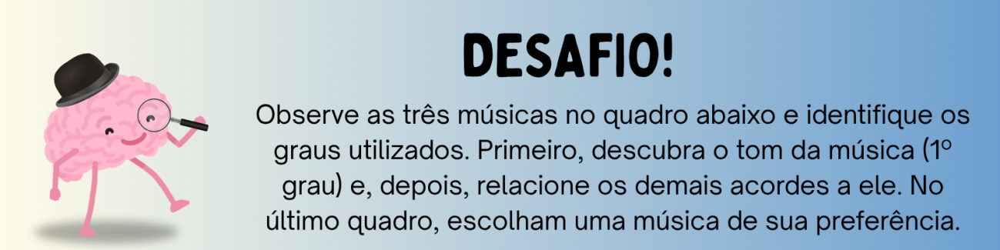 DESAFIO!
Observe as três músicas no quadro abaixo e identifique os
graus utilizados. Primeiro, descubra o tom da música (1º
grau) e, depois, relacione os demais acordes a ele. No
último quadro, escolham uma música de sua preferência.